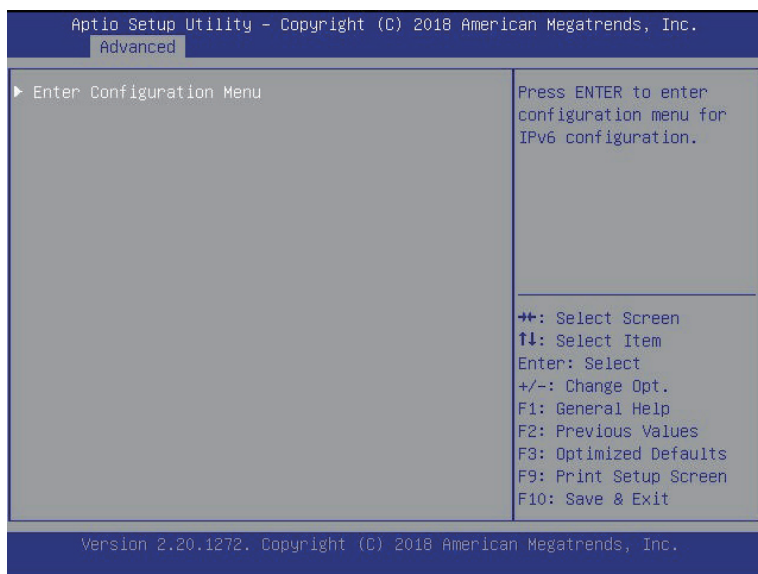 Aptio Setup Utility – Copyright (C) 2018 American Megatrends, Inc.
Advanced
▶ Enter Configuration Menu
Press ENTER to enter
configuration menu for
IPv6 configuration.
→←: Select Screen
↑↓: Select Item
Enter: Select
+/-: Change Opt.
F1: General Help
F2: Previous Values
F3: Optimized Defaults
F9: Print Setup Screen
F10: Save & Exit
Version 2.20.1272. Copyright (C) 2018 American Megatrends, Inc.